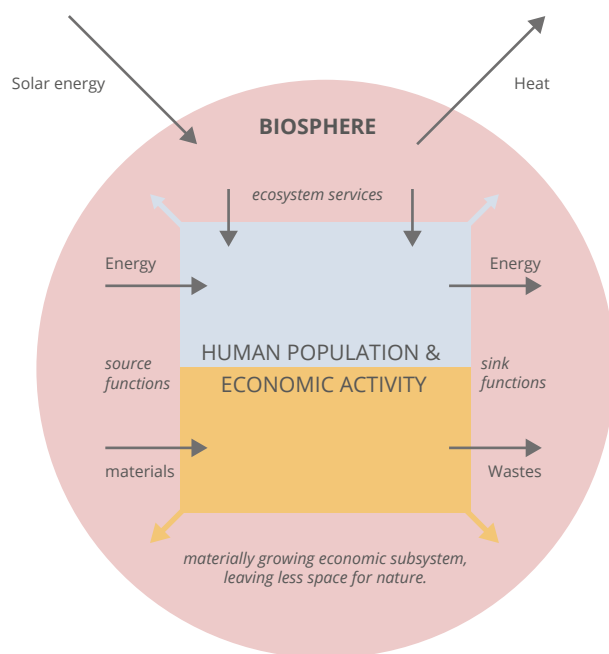 Solar energy
Heat
BIOSPHERE
ecosystem services
Energy
Energy
HUMAN POPULATION &
ECONOMIC ACTIVITY
source
functions
sink
functions
materials
Wastes
materially growing economic subsystem,
leaving less space for nature.